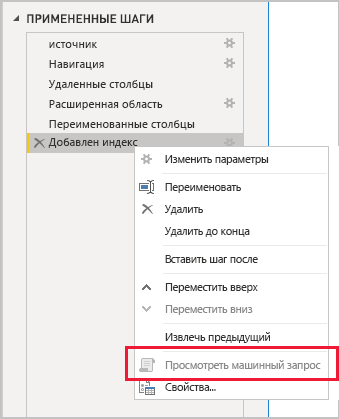 ПРИМЕНЕННЫЕ ШАГИ
источник
Навигация
Удаленные столбцы
Расширенная область
Переименованные столбцы
Добавлен индекс
Изменить параметры
Переименовать
Удалить
Удалить до конца
Вставить шаг после
Переместить вверх
Переместить вниз
Извлечь предыдущий
Просмотреть машинный запрос
Свойства...